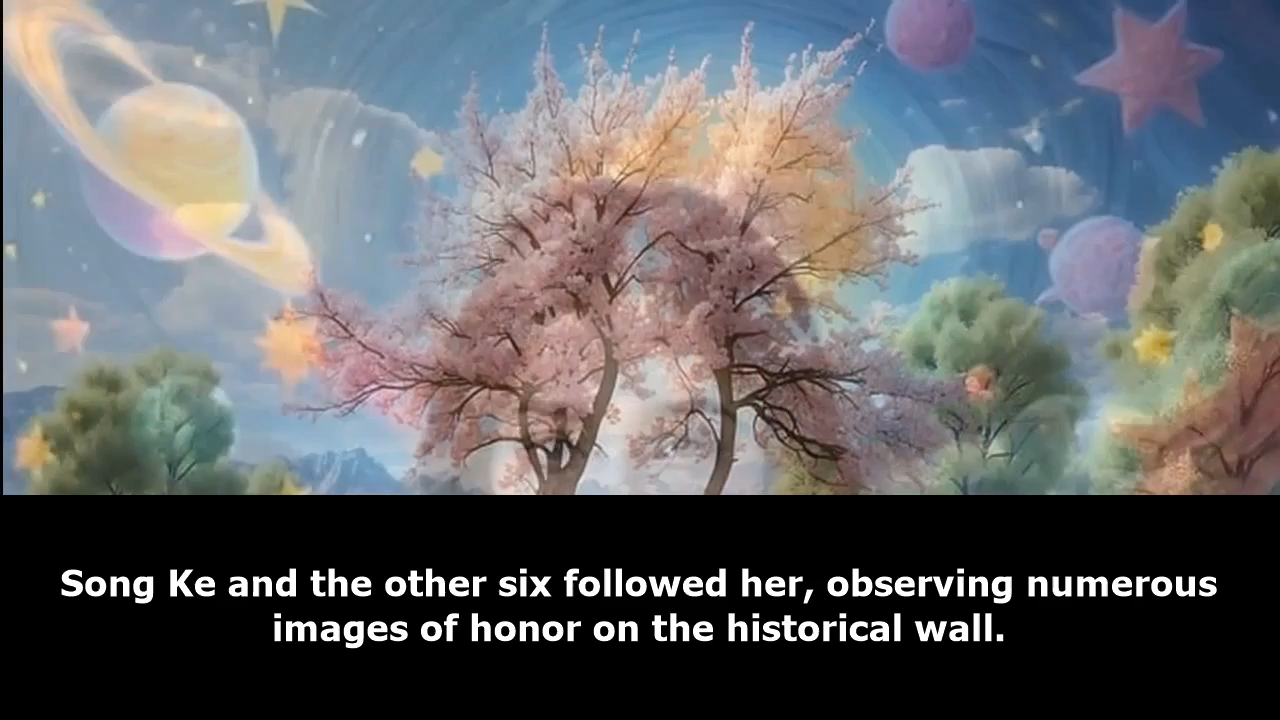 Song Ke and the other six followed her, observing numerous
images of honor on the historical wall.